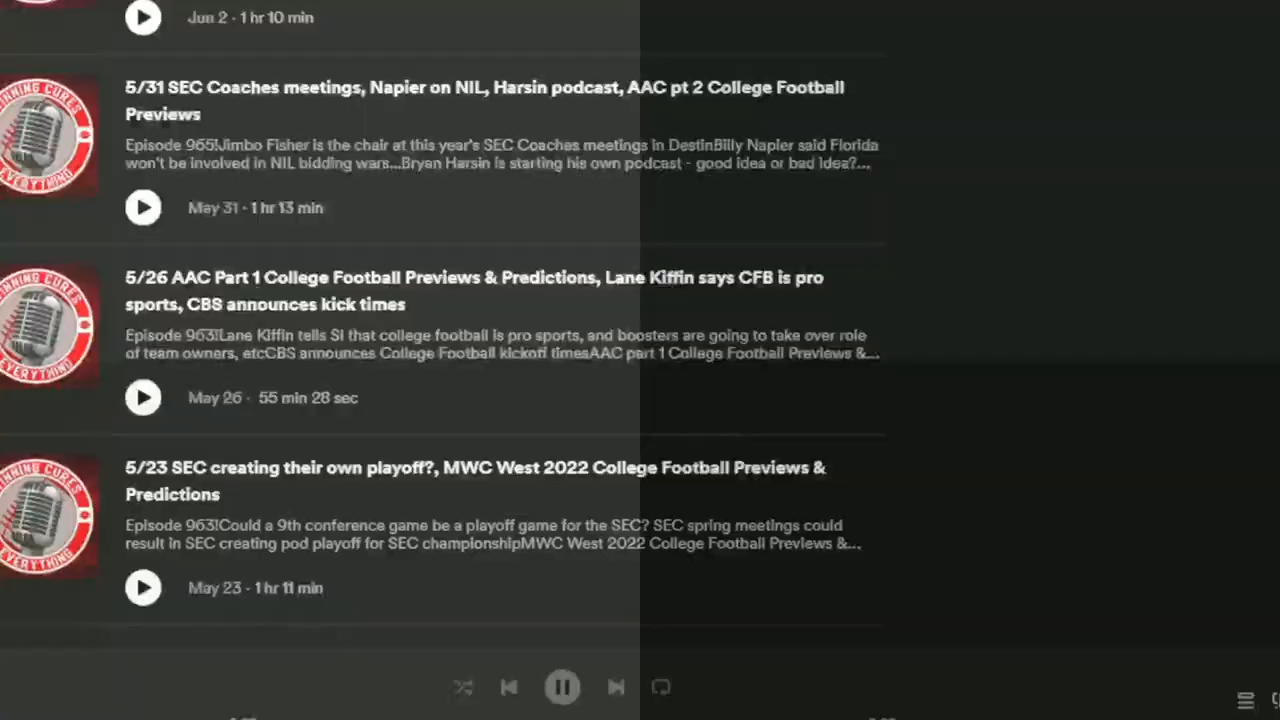 Jun 2 · 1 hr 10 min
5/31 SEC Coaches meetings, Napier on NIL, Harsin podcast, AAC pt 2 College Football
Previews
Episode 965!Jimbo Fisher is the chair at this year's SEC Coaches meetings in DestinBilly Napier said Florida
won't be involved in NIL bidding wars...Bryan Harsin is starting his own podcast - good idea or bad idea?...
May 31 · 1 hr 13 min
5/26 AAC Part 1 College Football Previews & Predictions, Lane Kiffin says CFB is pro
sports, CBS announces kick times
Episode 963!Lane Kiffin tells SI that college football is pro sports, and boosters are going to take over role
of team owners, etcCBS announces College Football kickoff timesAAC part 1 College Football Previews &...
May 26 · 55 min 28 sec
5/23 SEC creating their own playoff?, MWC West 2022 College Football Previews &
Predictions
Episode 963!Could a 9th conference game be a playoff game for the SEC? SEC spring meetings could
result in SEC creating pod playoff for SEC championshipMWC West 2022 College Football Previews &...
May 23 · 1 hr 11 min
INNING CURES
EVERYTHING
INNING CURES
EVERYTHING
INNING CURES
EVERYTHING